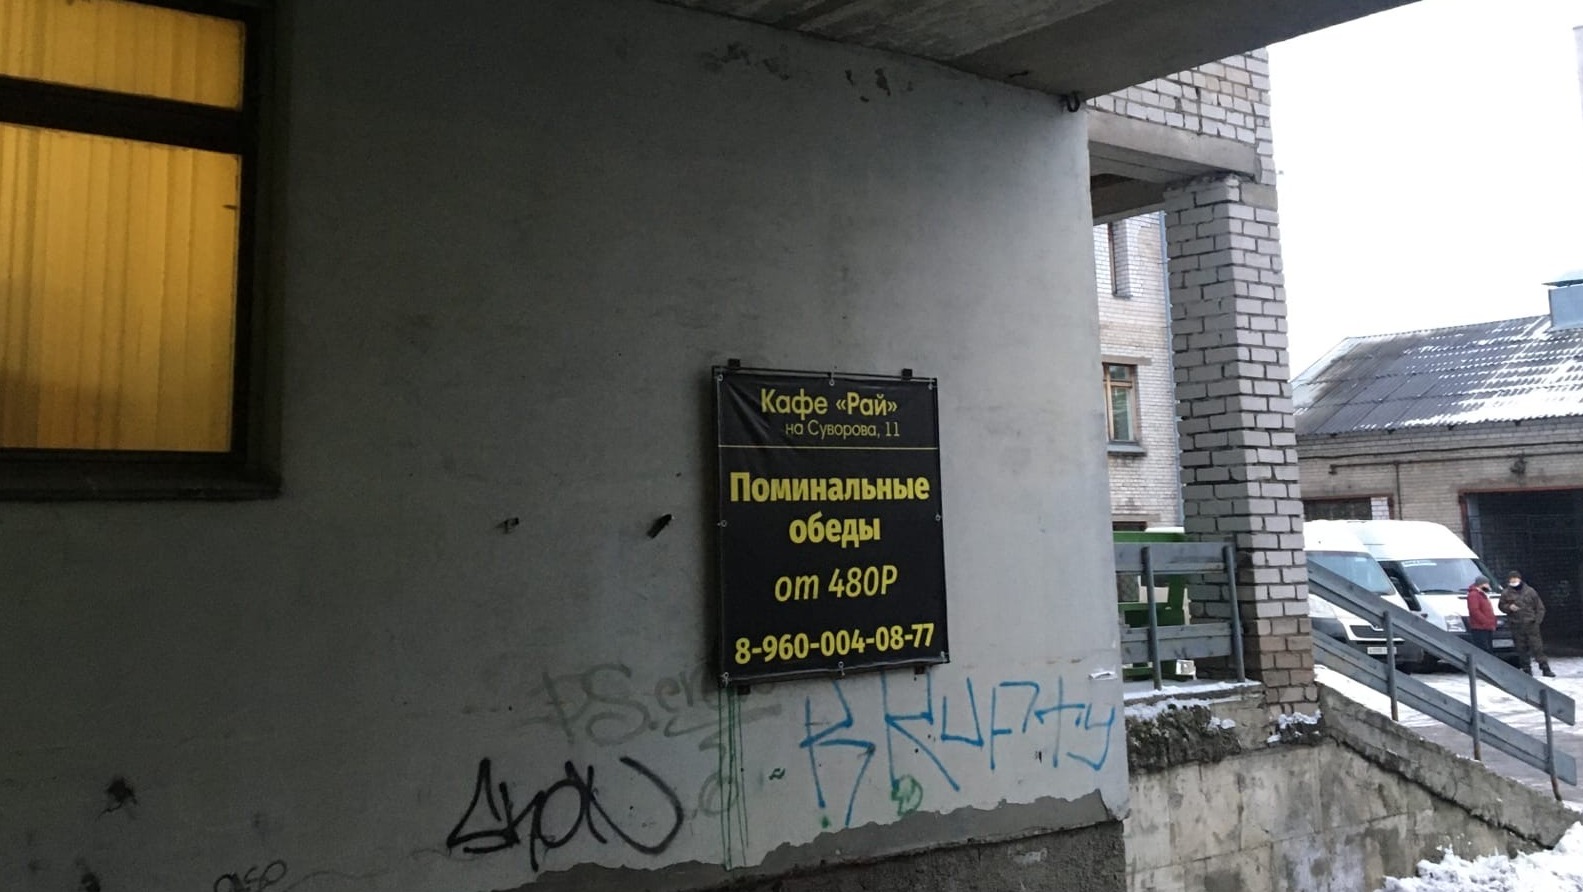 Кафе «Рай»
на Суворова, 11
Поминальные
обеды
от 480Р
8-960-004-08-77